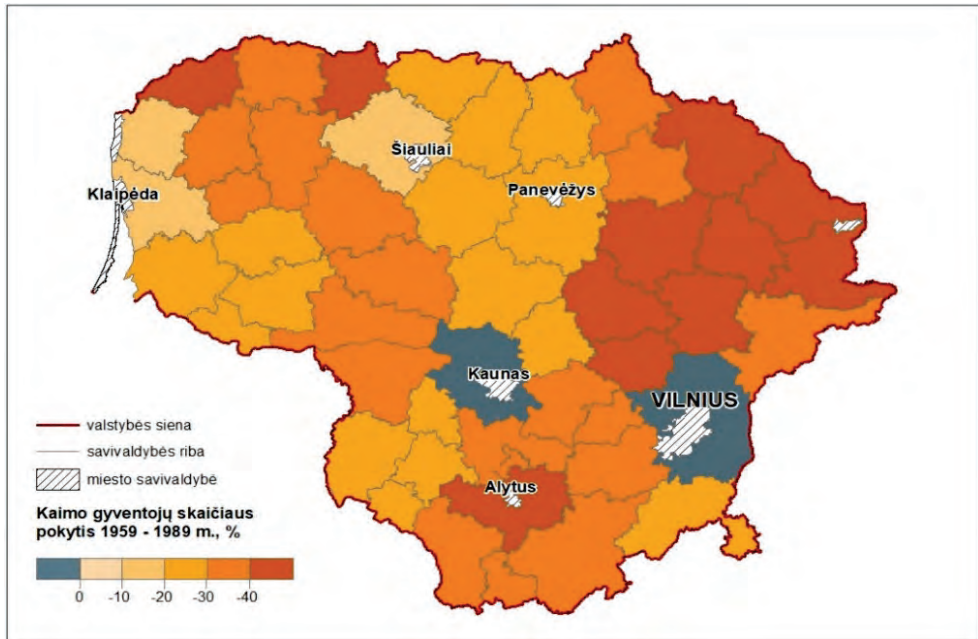 Šiauliai
Klaipėda
Panevėžys
Kaunas
VILNIUS
Alytus
valstybės siena
savivaldybės riba
miesto savivaldybė
Kaimo gyventojų skaičiaus
pokytis 1959 - 1989 m., %
0 -10 -20 -30 -40